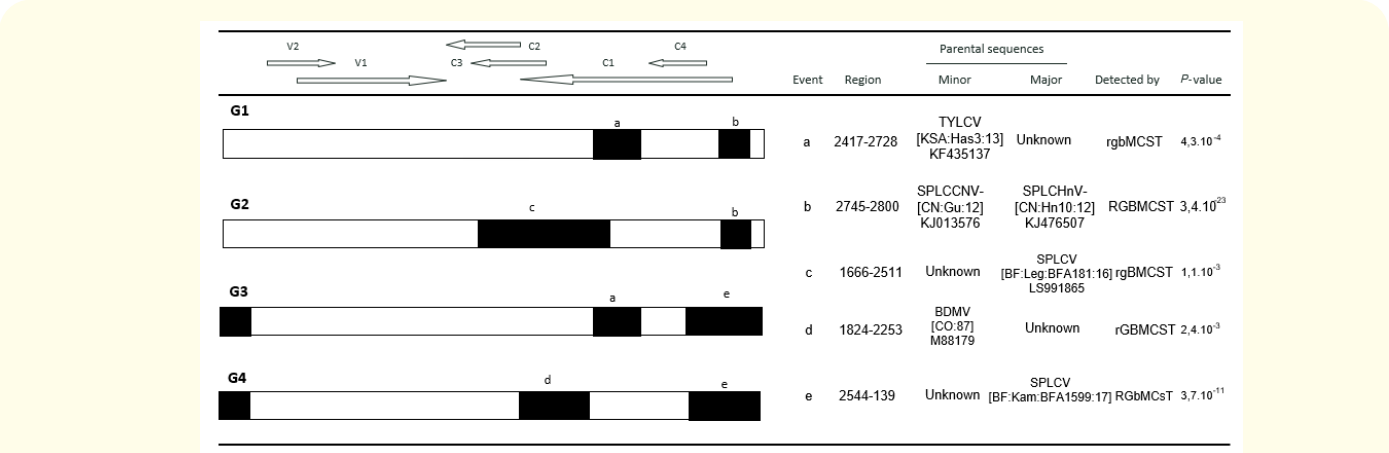 V2 C2 C4
V1 C3 C1
Parental sequences
Event Region Minor Major Detected by P-value
G1
a b
TYLCV
a 2417-2728 [KSA:Has3:13] Unknown rgbMCST 4,3.10-4
KF435137
G2
c b
SPLCCNV- SPLCHnV-
b 2745-2800 [CN:Gu:12] [CN:Hn10:12] RGBMCST 3,4.10-23
KJ013576 KJ476507
SPLCV
c 1666-2511 Unknown [BF:Leg:BFA181:16] rgBMCST 1,1.10-3
LS991865
G3
a e
BDMV
d 1824-2253 [CO:87] Unknown rGBMCST 2,4.10-3
M88179
G4
d e
SPLCV
e 2544-139 Unknown [BF:Kam:BFA1599:17] RGbMCsT 3,7.10-11